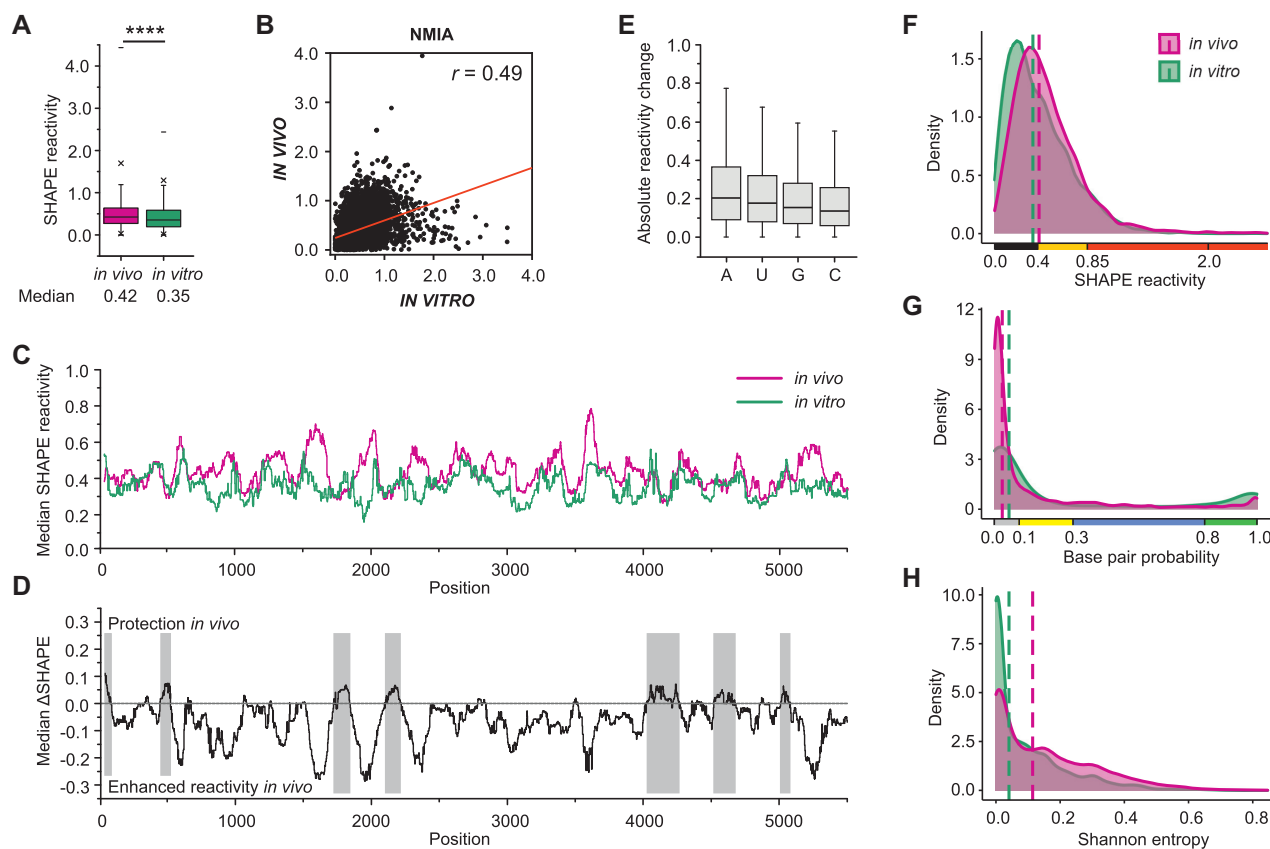 A
****
SHAPE reactivity
4.0
3.0
2.0
1.0
0.0
in vivo
in vitro
Median
0.42
0.35
B
NMIA
r = 0.49
IN VIVO
4.0
3.0
2.0
1.0
0.0
0.0 1.0 2.0 3.0 4.0
IN VITRO
E
Absolute reactivity change
1.0
0.8
0.6
0.4
0.2
0.0
A U G C
F
in vivo
in vitro
Density
1.5
1.5
0.5
0.0
0.0 0.4 0.85 2.0
SHAPE reactivity
C
Median SHAPE reactivity
1.0
0.8
0.6
0.4
0.2
0.0
in vivo
in vitro
0 1000 2000 3000 4000 5000
Position
G
Density
12
9
6
3
0
0.0 0.1 0.3 0.8 1.0
Base pair probability
D
Median ΔSHAPE
0.3
0.2
0.1
0.0
-0.1
-0.2
-0.3
Protection in vivo
Enhanced reactivity in vivo
0 1000 2000 3000 4000 5000
Position
H
Density
10.0
7.5
5.0
2.5
0.0
0.0 0.2 0.4 0.6 0.8
Shannon entropy